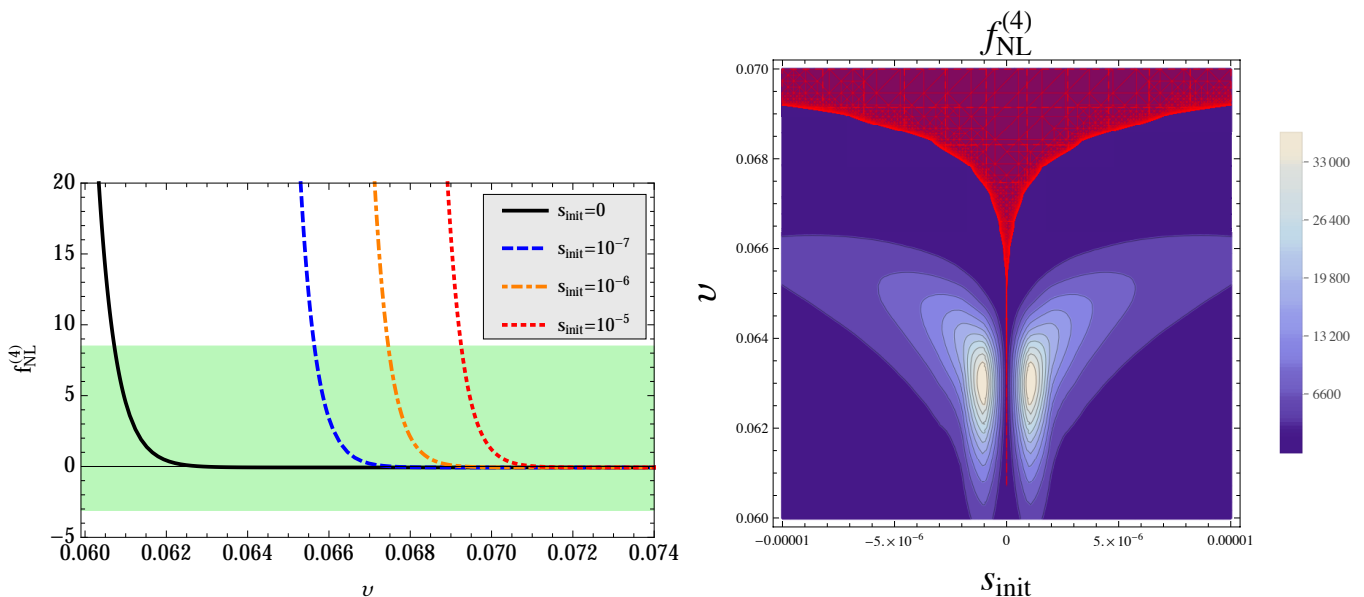 20
15
10
5
0
−5
f_NL^(4)
0.060 0.062 0.064 0.066 0.068 0.070 0.072 0.074
υ
s_init=0
s_init=10^-7
s_init=10^-6
s_init=10^-5
f_NL^(4)
0.070
0.068
0.066
0.064
0.062
0.060
υ
−0.00001 −5.×10^-6 0 5.×10^-6 0.00001
s_init
33 000
26 400
19 800
13 200
6600